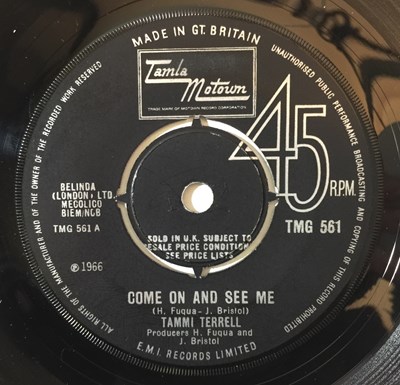 MADE IN GT. BRITAIN
Tamla
Motown
TRADE MARK OF MOTOWN RECORD CORPORATION
UNAUTHORISED PUBLIC PERFORMANCE BROADCASTING AND COPYING OF THIS RECORD PROHIBITED
ALL RIGHTS OF THE MANUFACTURER AND OF THE OWNER OF THE RECORDED WORK RESERVED
45
R.P.M.
BELINDA
(LONDON) LTD.
MECOLICO
BIEM/NCB
TMG 561 A
TMG 561
SOLD IN U.K. SUBJECT TO
RESALE PRICE CONDITIONS
SEE PRICE LISTS
℗ 1966
COME ON AND SEE ME
(H. Fuqua - J. Bristol)
TAMMI TERRELL
Producers H. Fuqua and
J. Bristol
E.M.I. RECORDS LIMITED